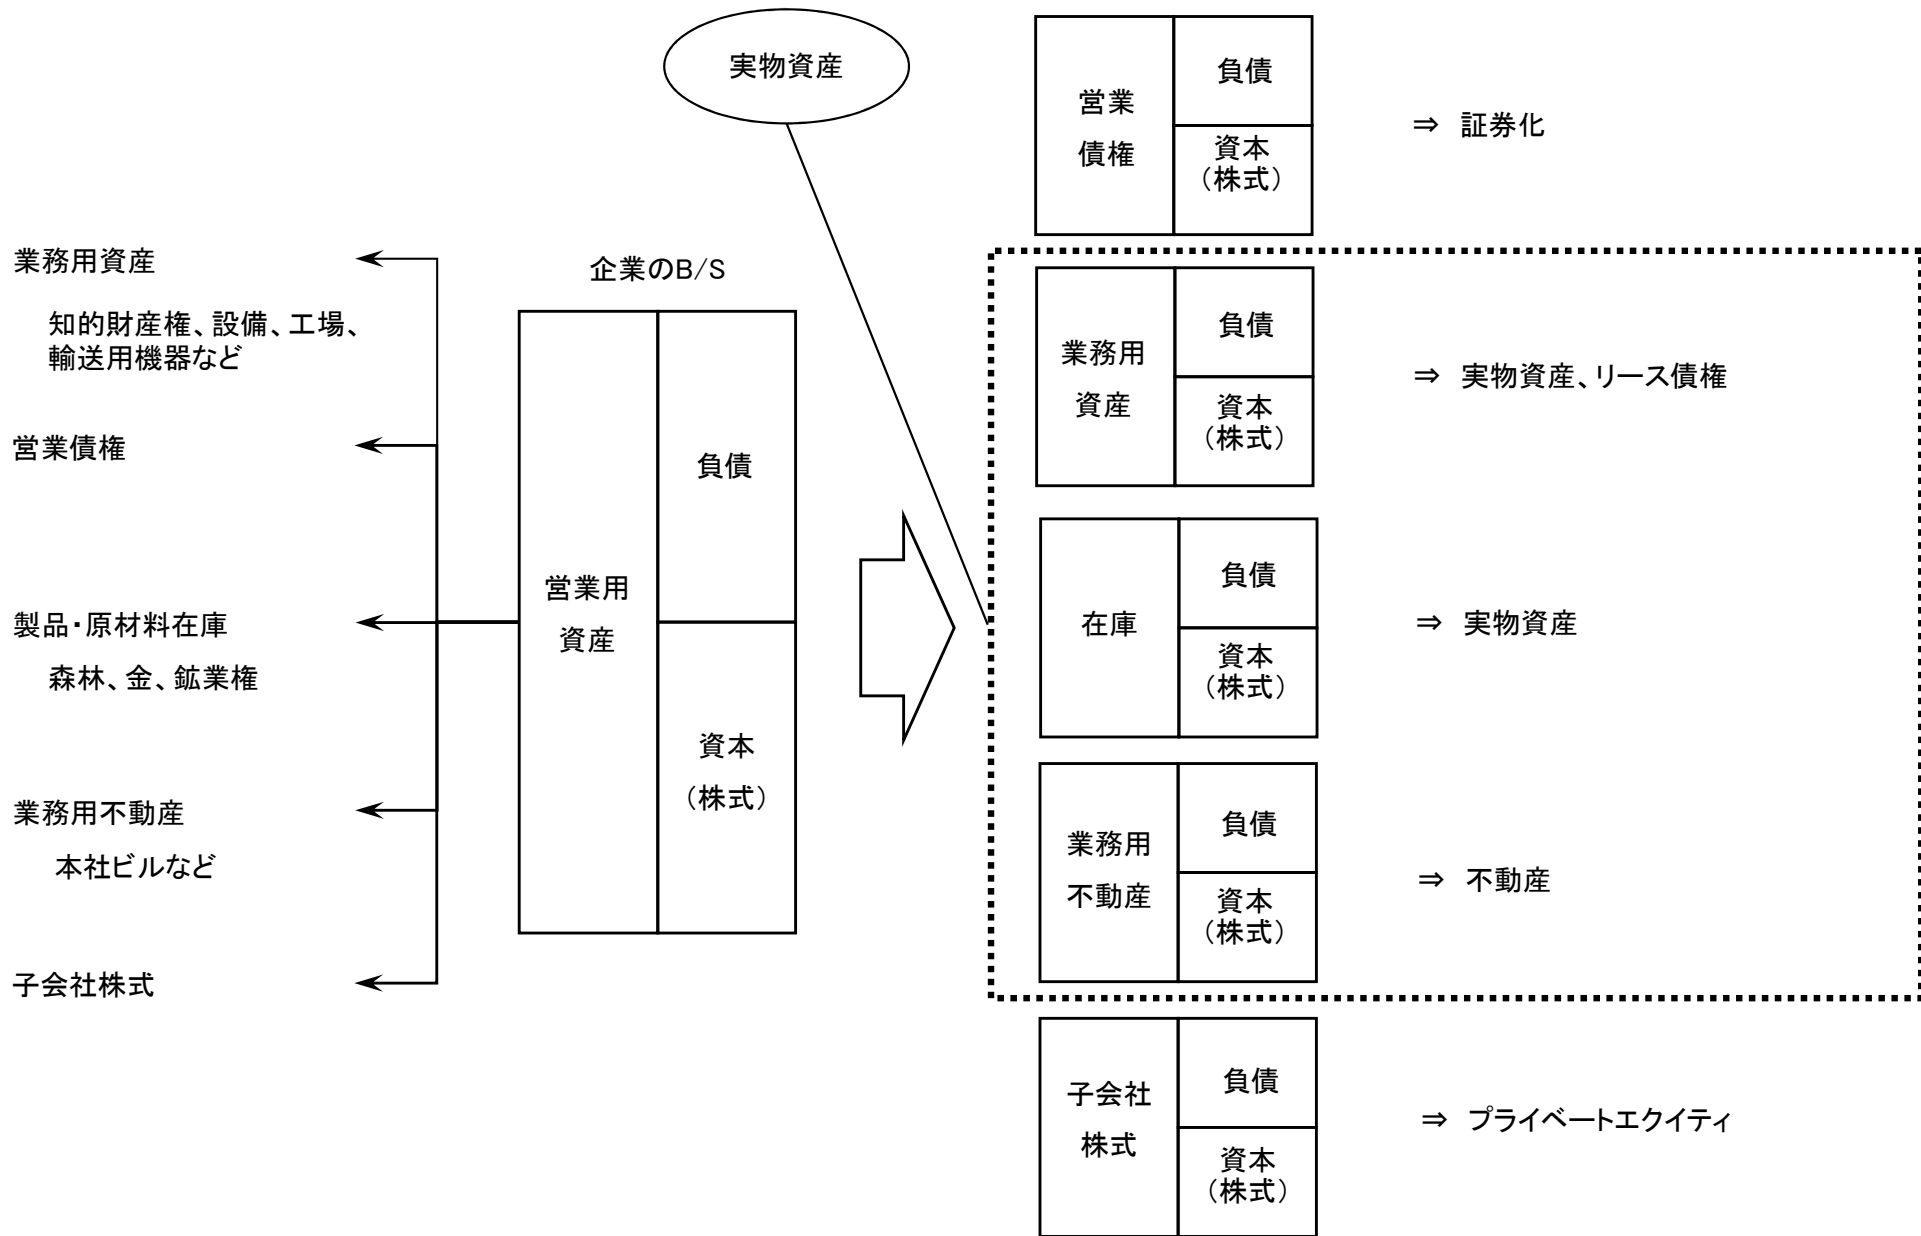 実物資産
業務用資産
知的財産権、設備、工場、
輸送用機器など
営業債権
製品・原材料在庫
森林、金、鉱業権
業務用不動産
本社ビルなど
子会社株式
企業のB/S
営業用
資産
負債
資本
（株式）
営業
債権
負債
資本
（株式）
⇒ 証券化
業務用
資産
負債
資本
（株式）
⇒ 実物資産、リース債権
在庫
負債
資本
（株式）
⇒ 実物資産
業務用
不動産
負債
資本
（株式）
⇒ 不動産
子会社
株式
負債
資本
（株式）
⇒ プライベートエクイティ